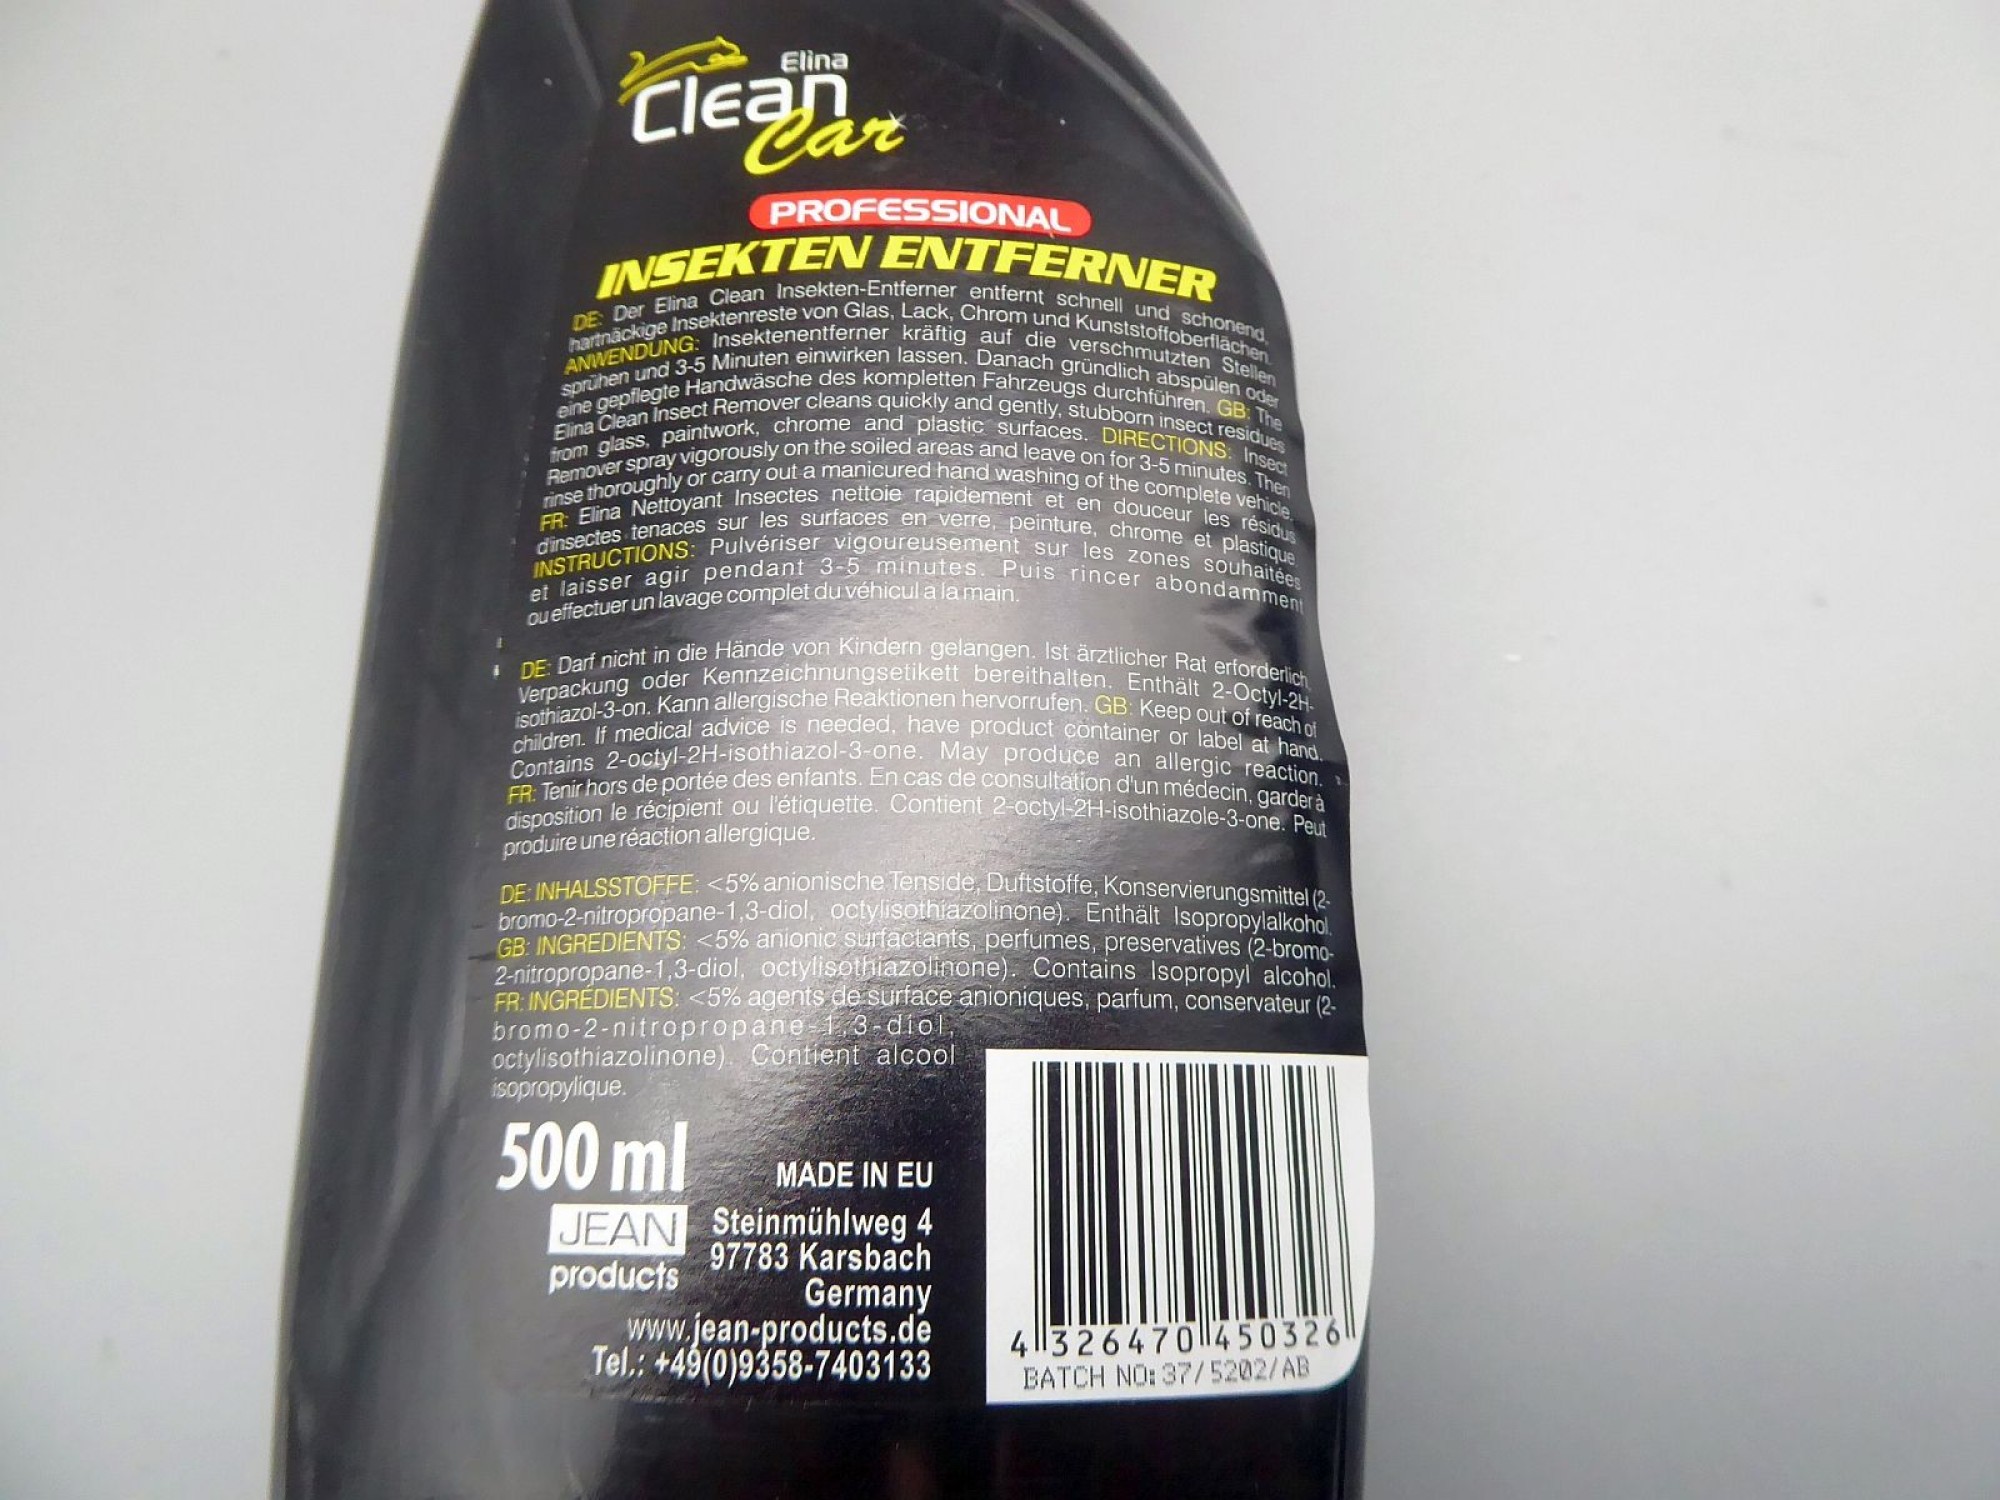 Elina
Clean
Car
PROFESSIONAL
INSEKTEN ENTFERNER
DE: Der Elina Clean Insekten-Entferner entfernt schnell und schonend,
hartnäckige Insektenreste von Glas, Lack, Chrom und Kunststoffoberflächen.
ANWENDUNG: Insektenentferner kräftig auf die verschmutzten Stellen
sprühen und 3-5 Minuten einwirken lassen. Danach gründlich abspülen oder
eine gepflegte Handwäsche des kompletten Fahrzeugs durchführen. GB: The
Elina Clean Insect Remover cleans quickly and gently, stubborn insect residues
from glass, paintwork, chrome and plastic surfaces. DIRECTIONS: Insect
Remover spray vigorously on the soiled areas and leave on for 3-5 minutes. Then
rinse thoroughly or carry out a manicured hand washing of the complete vehicle.
FR: Elina Nettoyant Insectes nettoie rapidement et en douceur les résidus
d'insectes tenaces sur les surfaces en verre, peinture, chrome et plastique
INSTRUCTIONS: Pulvériser vigoureusement sur les zones souhaitées
et laisser agir pendant 3-5 minutes. Puis rincer abondamment
ou effectuer un lavage complet du véhicul a la main.
DE: Darf nicht in die Hände von Kindern gelangen. Ist ärztlicher Rat erforderlich,
Verpackung oder Kennzeichnungsetikett bereithalten. Enthält 2-Octyl-2H-
isothiazol-3-on. Kann allergische Reaktionen hervorrufen. GB: Keep out of reach of
children. If medical advice is needed, have product container or label at hand.
Contains 2-octyl-2H-isothiazol-3-one. May produce an allergic reaction.
FR: Tenir hors de portée des enfants. En cas de consultation d'un médecin, garder à
disposition le récipient ou l'étiquette. Contient 2-octyl-2H-isothiazole-3-one. Peut
produire une réaction allergique.
DE: INHALSSTOFFE: <5% anionische Tenside, Duftstoffe, Konservierungsmittel (2-
bromo-2-nitropropane-1,3-diol, octylisothiazolinone). Enthält Isopropylalkohol.
GB: INGREDIENTS: <5% anionic surfactants, perfumes, preservatives (2-bromo-
2-nitropropane-1,3-diol, octylisothiazolinone). Contains Isopropyl alcohol.
FR: INGRÉDIENTS: <5% agents de surface anioniques, parfum, conservateur (2-
bromo-2-nitropropane-1,3-diol,
octylisothiazolinone). Contient alcool
isopropylique.
500 ml
MADE IN EU
JEAN
products
Steinmühlweg 4
97783 Karsbach
Germany
www.jean-products.de
Tel.: +49(0)9358-7403133
4 326470 450326
BATCH NO: 37/5202/AB